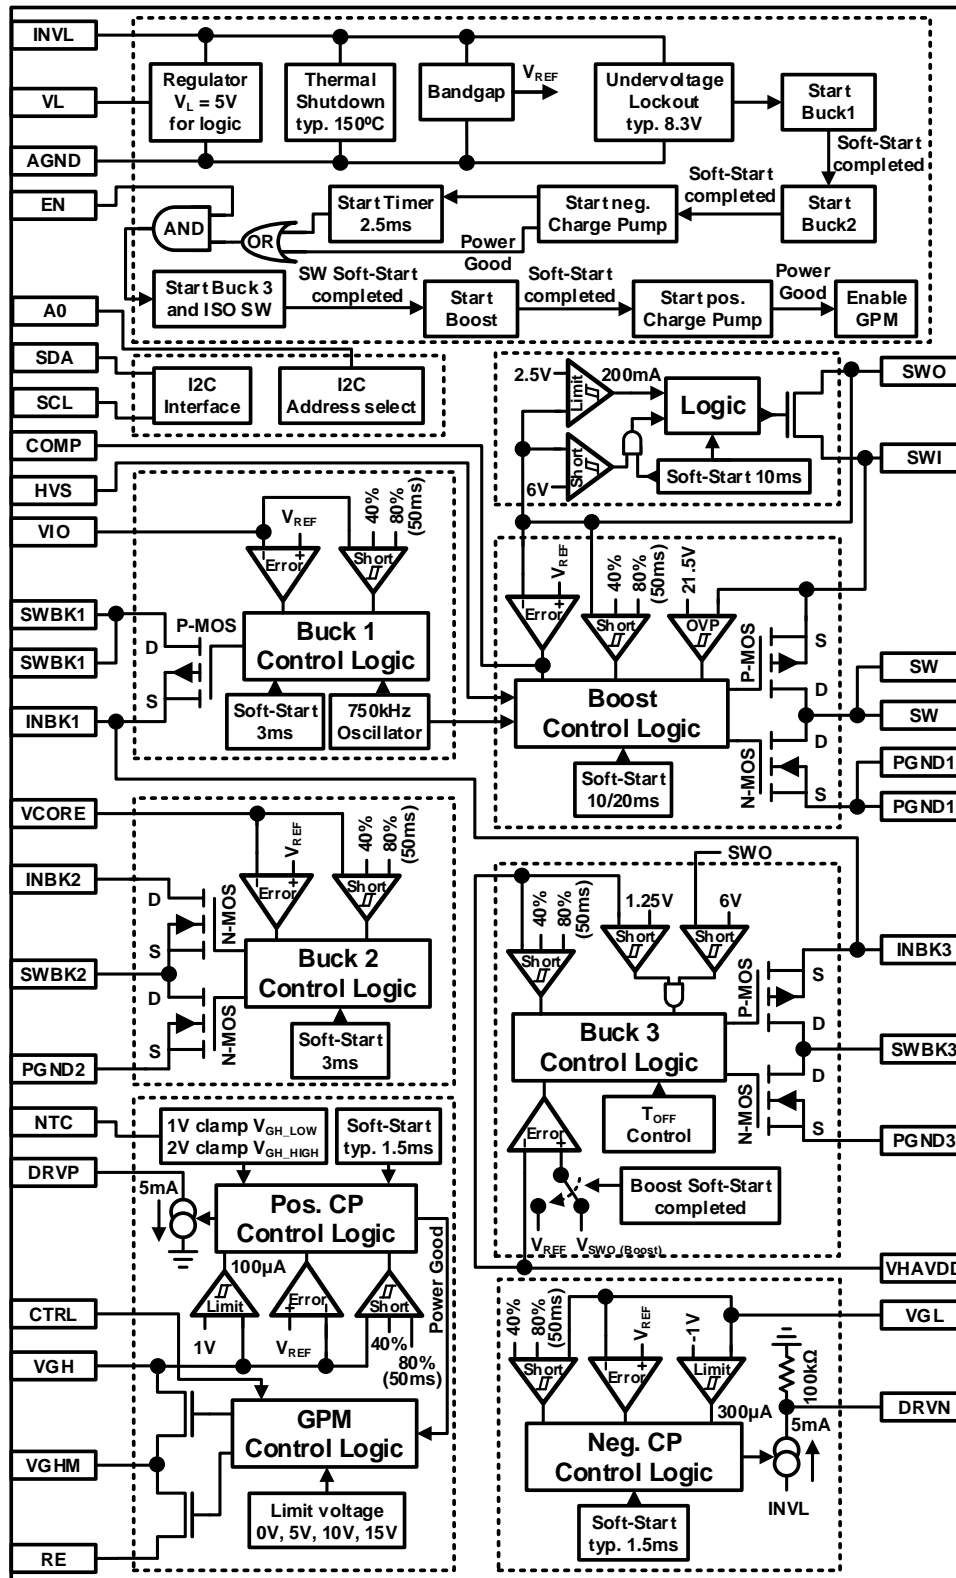 INVL
VL
AGND
EN
A0
SDA
SCL
COMP
HVS
VIO
SWBK1
SWBK1
INBK1
VCORE
INBK2
SWBK2
PGND2
NTC
DRVP
CTRL
VGH
VGHM
RE
Regulator
VL = 5V
for logic
Thermal
Shutdown
typ. 150ºC
Bandgap
VREF
Undervoltage
Lockout
typ. 8.3V
Start
Buck1
Soft-Start
completed
Start
Buck2
Soft-Start
completed
Start neg.
Charge Pump
Start Timer
2.5ms
Power
Good
OR
AND
Start Buck 3
and ISO SW
SW Soft-Start
completed
Start
Boost
Soft-Start
completed
Start pos.
Charge Pump
Power
Good
Enable
GPM
I2C
Interface
I2C
Address select
2.5V
Limit
200mA
Logic
Short
6V
Soft-Start 10ms
SWO
SWI
VREF
40%
80%
(50ms)
Error
Short
P-MOS
D
S
Buck 1
Control Logic
Soft-Start
3ms
750kHz
Oscillator
VREF
40%
80%
(50ms)
21.5V
Error
Short
OVP
P-MOS
S
D
Boost
Control Logic
N-MOS
D
S
Soft-Start
10/20ms
SW
SW
PGND1
PGND1
VREF
40%
80%
(50ms)
Error
Short
D
S
N-MOS
D
S
N-MOS
Buck 2
Control Logic
Soft-Start
3ms
SWO
40%
80%
(50ms)
1.25V
6V
Short
Short
Short
P-MOS
S
D
Buck 3
Control Logic
N-MOS
D
S
Error
TOFF
Control
Boost Soft-Start
completed
VREF
VSWO (Boost)
INBK3
SWBK3
PGND3
VHAVDD
1V clamp VGH_LOW
2V clamp VGH_HIGH
Soft-Start
typ. 1.5ms
5mA
Pos. CP
Control Logic
100µA
Limit
Error
Short
1V
VREF
40%
80%
(50ms)
Power Good
GPM
Control Logic
Limit voltage
0V, 5V, 10V, 15V
40%
80%
(50ms)
VREF
-1V
Short
Error
Limit
300µA
Neg. CP
Control Logic
Soft-Start
typ. 1.5ms
100kΩ
5mA
INVL
VGL
DRVN